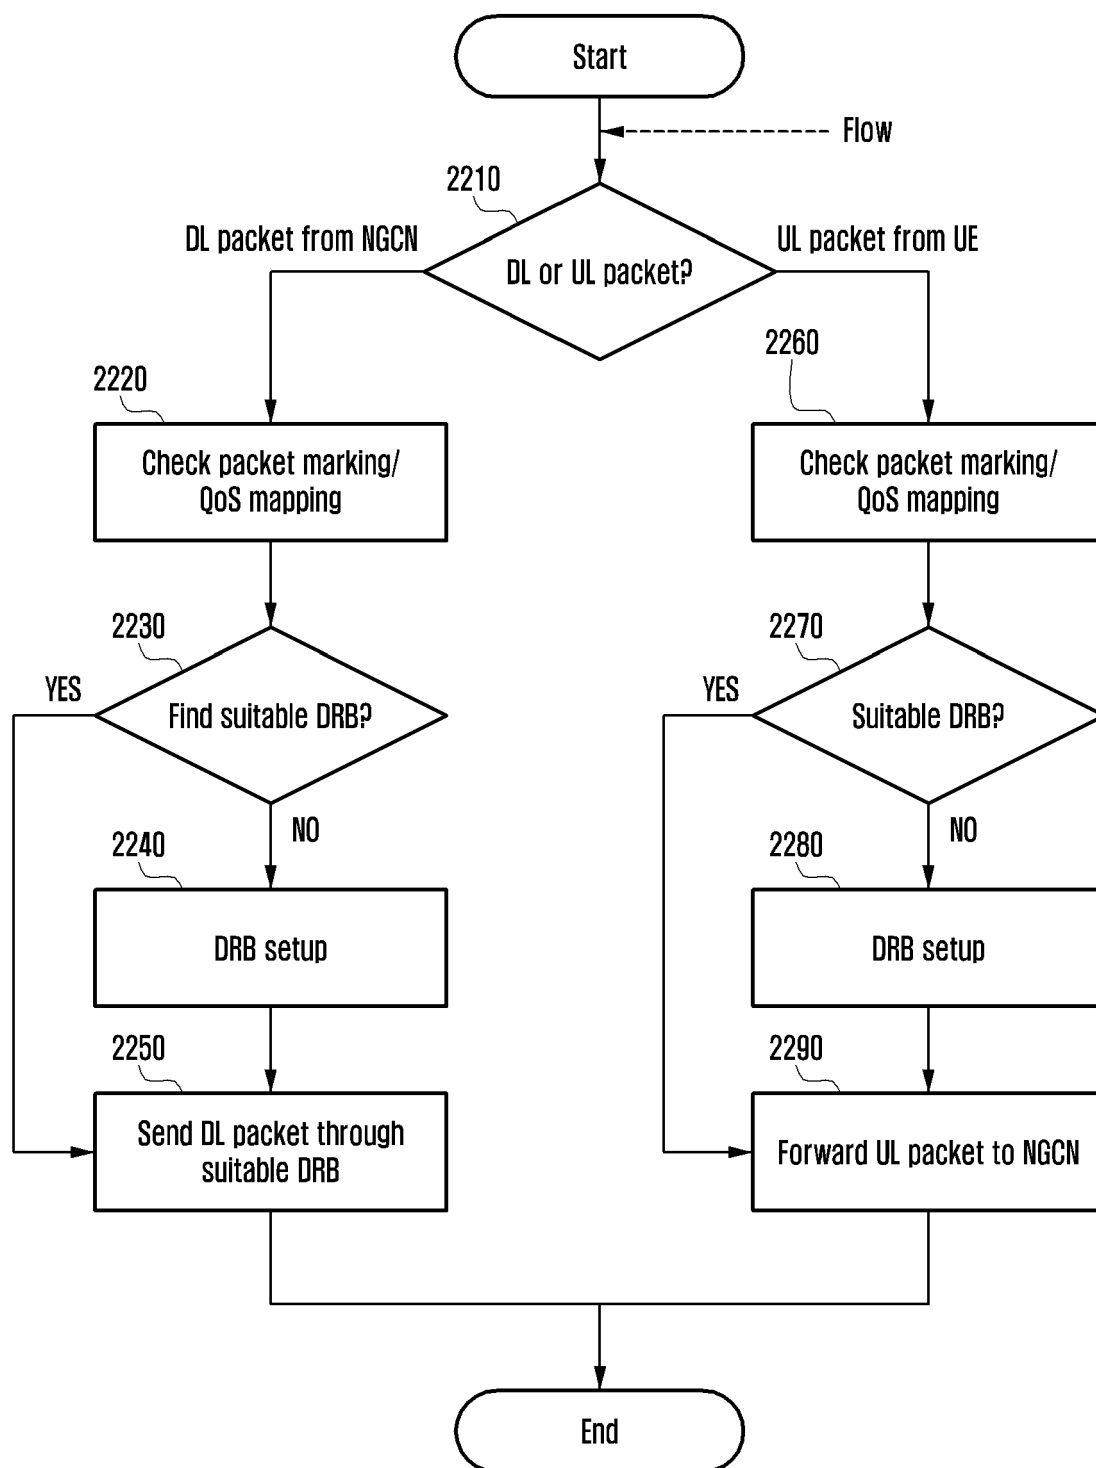 Start
Flow
2210
DL packet from NGCN
UL packet from UE
DL or UL packet?
2220
2260
Check packet marking/
QoS mapping
Check packet marking/
QoS mapping
2230
2270
YES
Find suitable DRB?
YES
Suitable DRB?
NO
NO
2240
2280
DRB setup
DRB setup
2250
2290
Send DL packet through
suitable DRB
Forward UL packet to NGCN
End